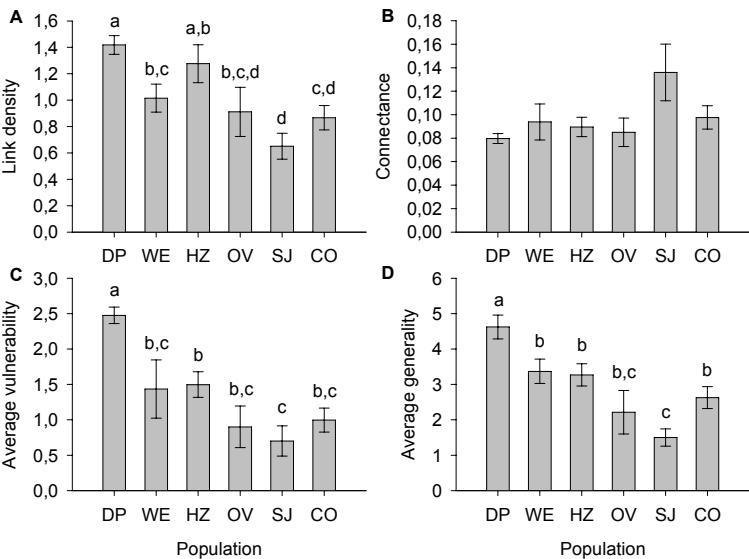 A
Link density
1,6
1,4
1,2
1,0
0,8
0,6
0,4
0,2
0,0
a
b,c
a,b
b,c,d
d
c,d
DP WE HZ OV SJ CO
B
Connectance
0,18
0,16
0,14
0,12
0,10
0,08
0,06
0,04
0,02
0,00
DP WE HZ OV SJ CO
C
Average vulnerability
3,0
2,5
2,0
1,5
1,0
0,5
0,0
a
b,c
b
b,c
c
b,c
DP WE HZ OV SJ CO
Population
D
Average generality
6
5
4
3
2
1
0
a
b
b
b,c
c
b
DP WE HZ OV SJ CO
Population